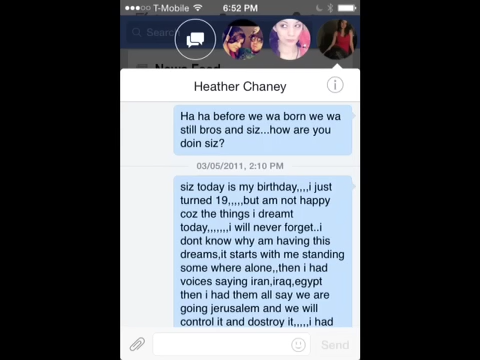 T-Mobile 6:52 PM
Search
News Feed
Heather Chaney
Ha ha before we wa born we wa
still bros and siz...how are you
doin siz?
03/05/2011, 2:10 PM
siz today is my birthday,,,,i just
turned 19,,,,,but am not happy
coz the things i dreamt
today,,,,,,,i will never forget..i
dont know why am having this
dreams,it starts with me standing
some where alone,,then i had
voices saying iran,iraq,egypt
then i had them all say we are
going jerusalem and we will
control it and dostroy it,,,,,i had
Send